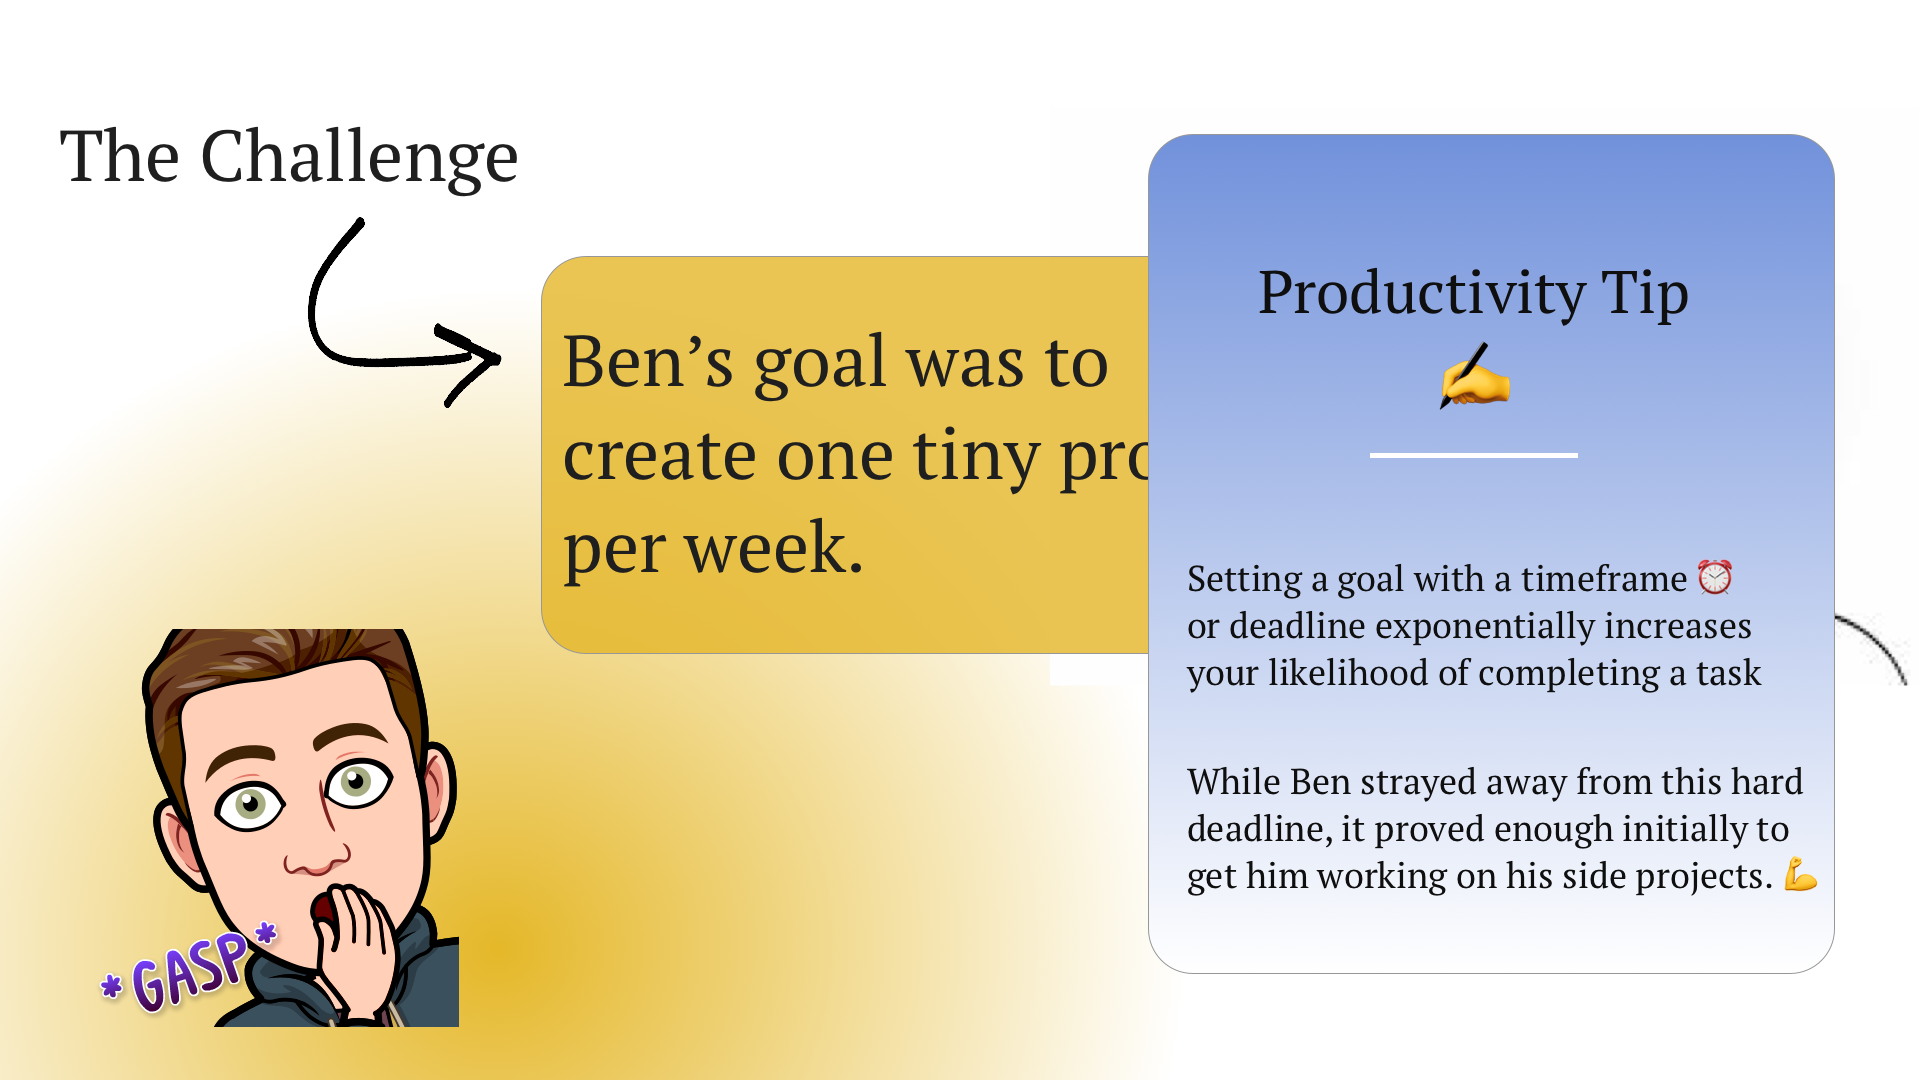 The Challenge
Ben’s goal was to
create one tiny
per week.
*GASP*
Productivity Tip
✍️
Setting a goal with a timeframe ⏰
or deadline exponentially increases
your likelihood of completing a task
While Ben strayed away from this hard
deadline, it proved enough initially to
get him working on his side projects. 💪